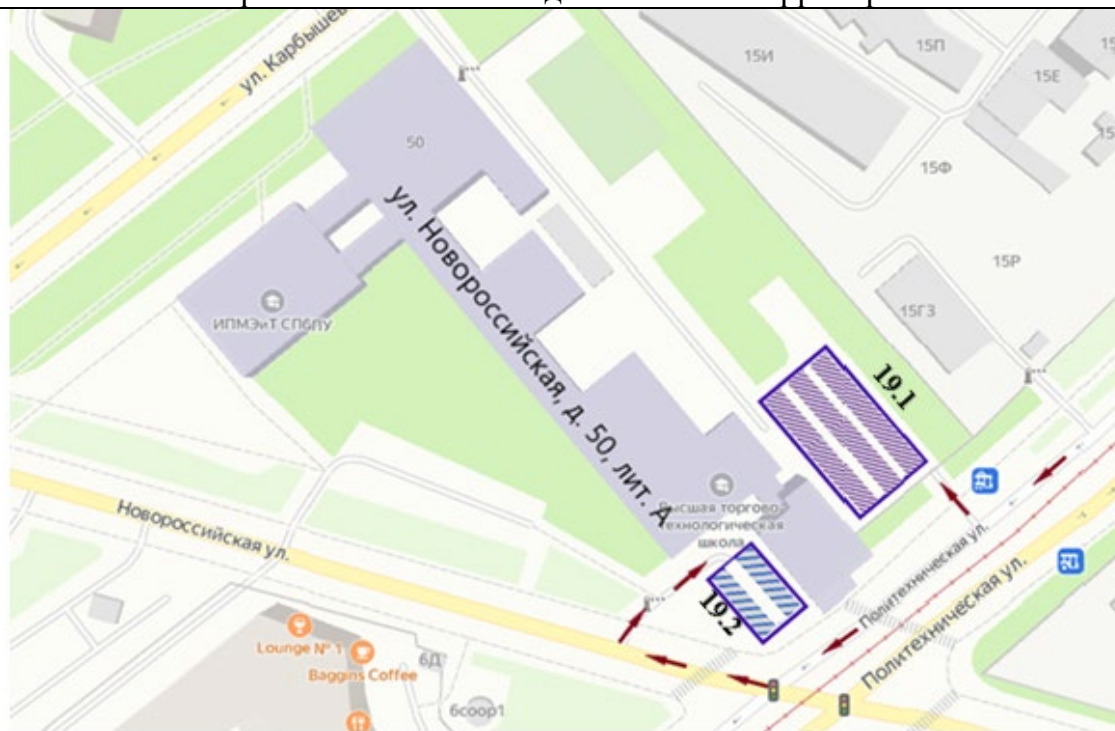 ул. Карбышев
15И
15П
15Е
15Ф
15Р
15Г3
50
ул. Новороссийская, д. 50, лит. А
ИПМЭиТ СПбПУ
19.1
Высшая торгово-
технологическая
школа
19.2
Новороссийская ул.
Политехническая ул.
Политехническая ул.
Lounge № 1
Baggins Coffee
6Д
6соор1